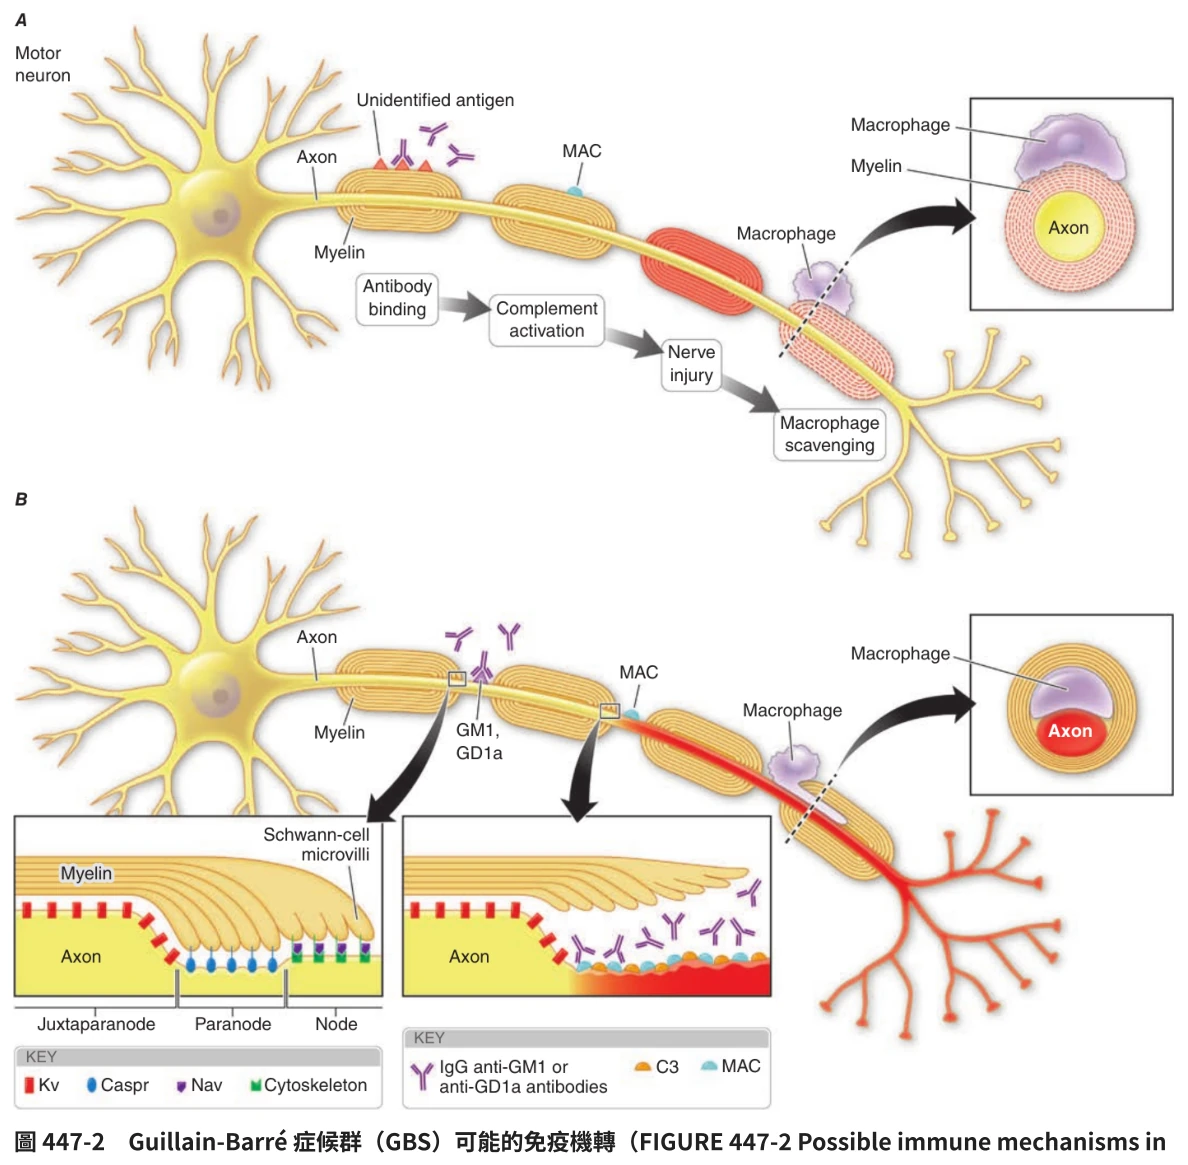 A
Motor
neuron
Unidentified antigen
Axon
MAC
Myelin
Macrophage
Macrophage
Myelin
Axon
Antibody
binding
Complement
activation
Nerve
injury
Macrophage
scavenging
B
Axon
Myelin
GM1,
GD1a
MAC
Macrophage
Macrophage
Axon
Schwann-cell
microvilli
Myelin
Axon
Juxtaparanode
Paranode
Node
KEY
Kv
Caspr
Nav
Cytoskeleton
Axon
KEY
IgG anti-GM1 or
anti-GD1a antibodies
C3
MAC
圖 447-2 Guillain-Barré 症候群（GBS）可能的免疫機轉（FIGURE 447-2 Possible immune mechanisms in